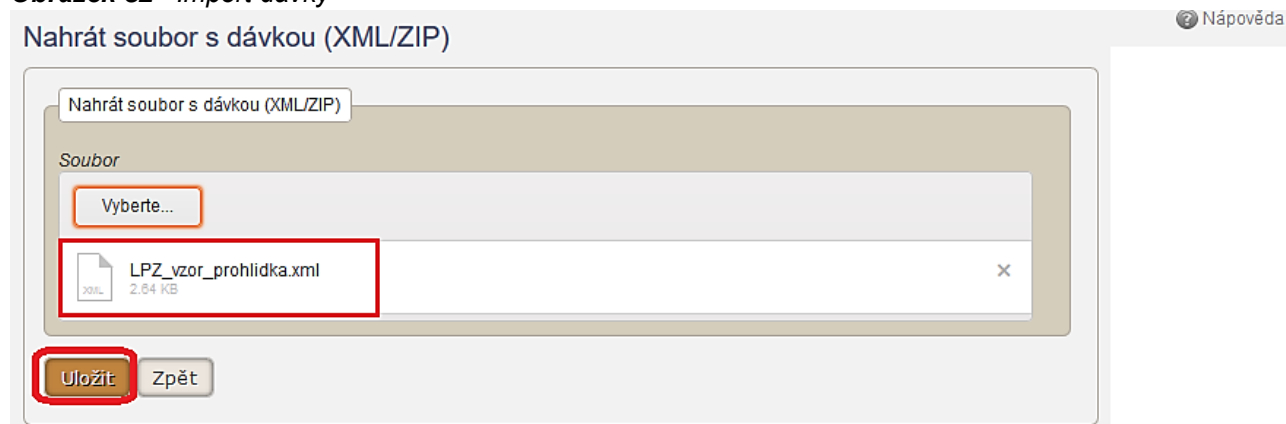 Nápověda
Nahrát soubor s dávkou (XML/ZIP)
Nahrát soubor s dávkou (XML/ZIP)
Soubor
Vyberte...
LPZ_vzor_prohlidka.xml
XML
2.64 KB
Uložit
Zpět